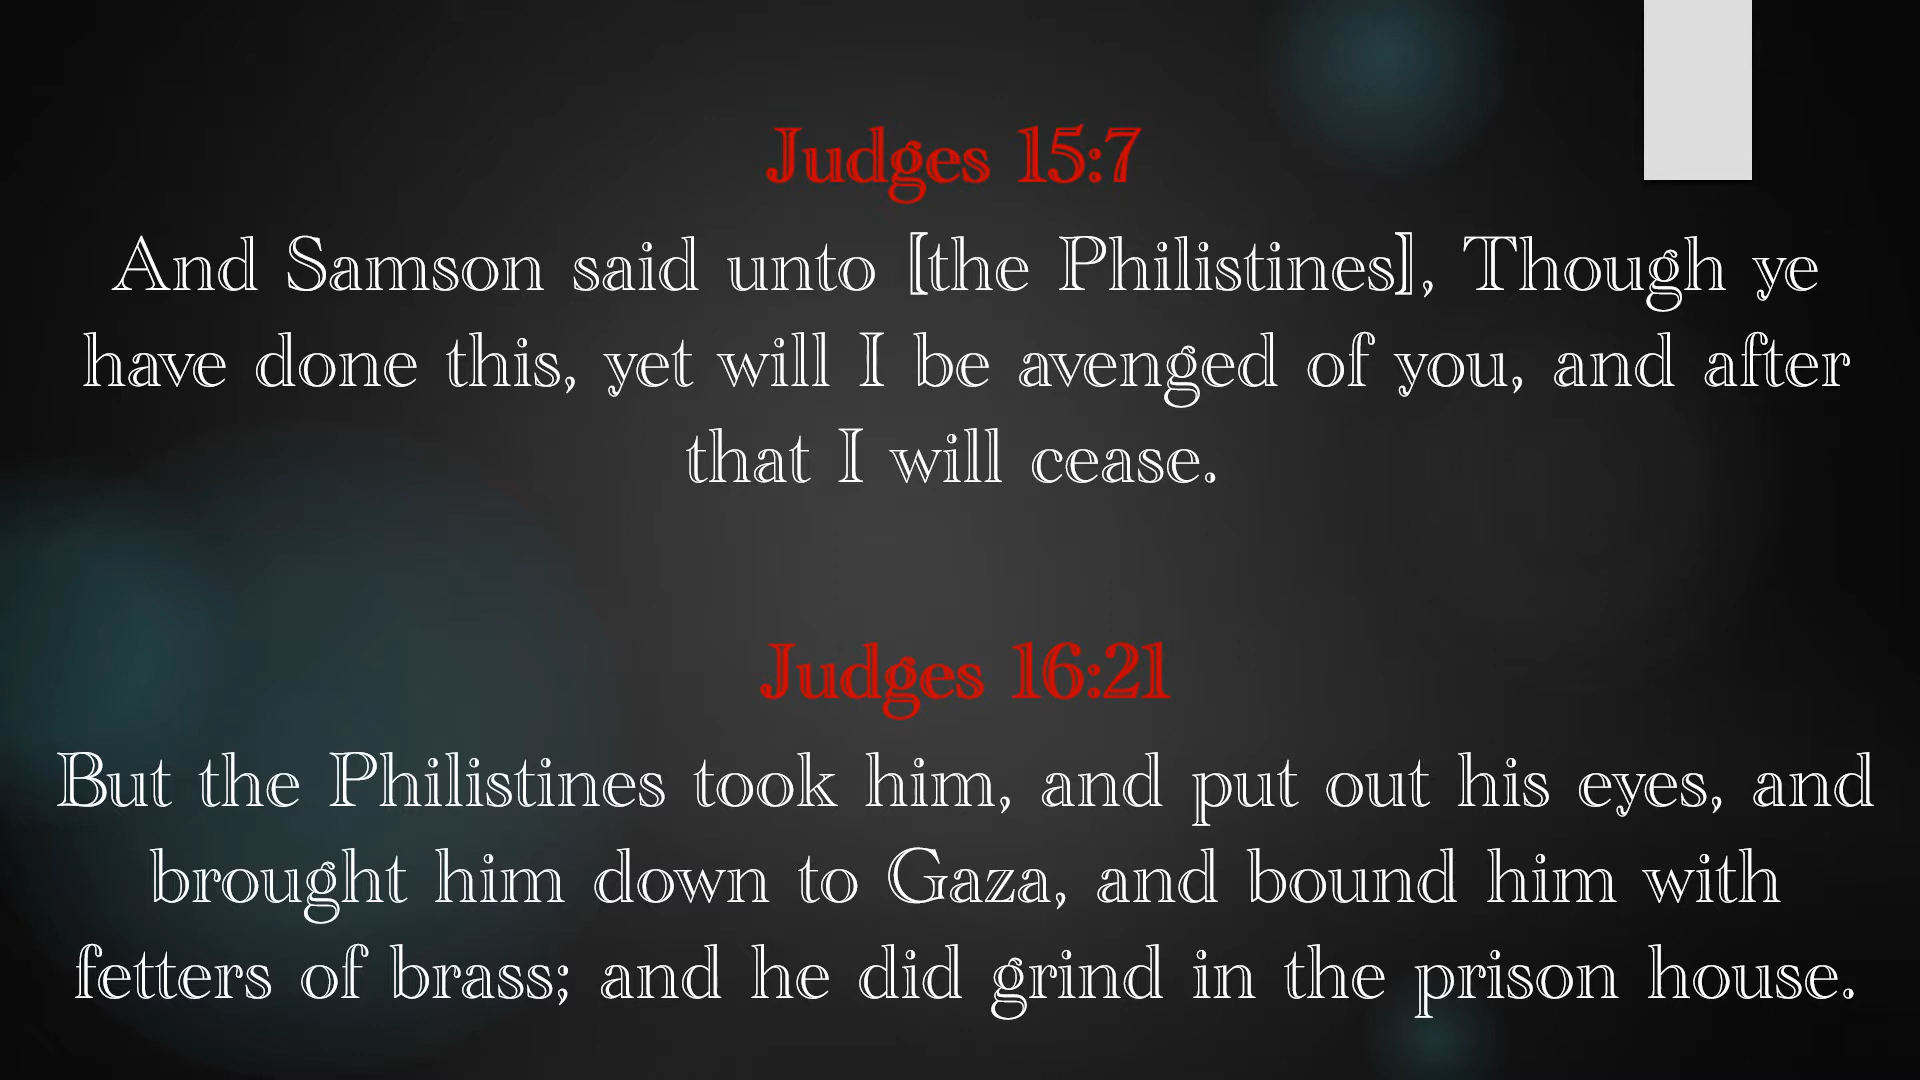 Judges 15:7
And Samson said unto [the Philistines], Though ye
have done this, yet will I be avenged of you, and after
that I will cease.
Judges 16:21
But the Philistines took him, and put out his eyes, and
brought him down to Gaza, and bound him with
fetters of brass; and he did grind in the prison house.